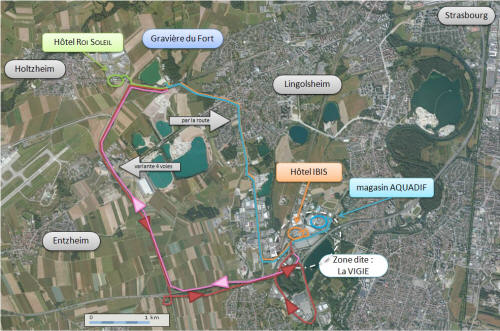 Strasbourg
Hôtel ROI SOLEIL
Gravière du Fort
Holtzheim
Lingolsheim
par la route
variante 4 voies
Hôtel IBIS
magasin AQUADIF
Entzheim
Zone dite :
La VIGIE
0
1 km